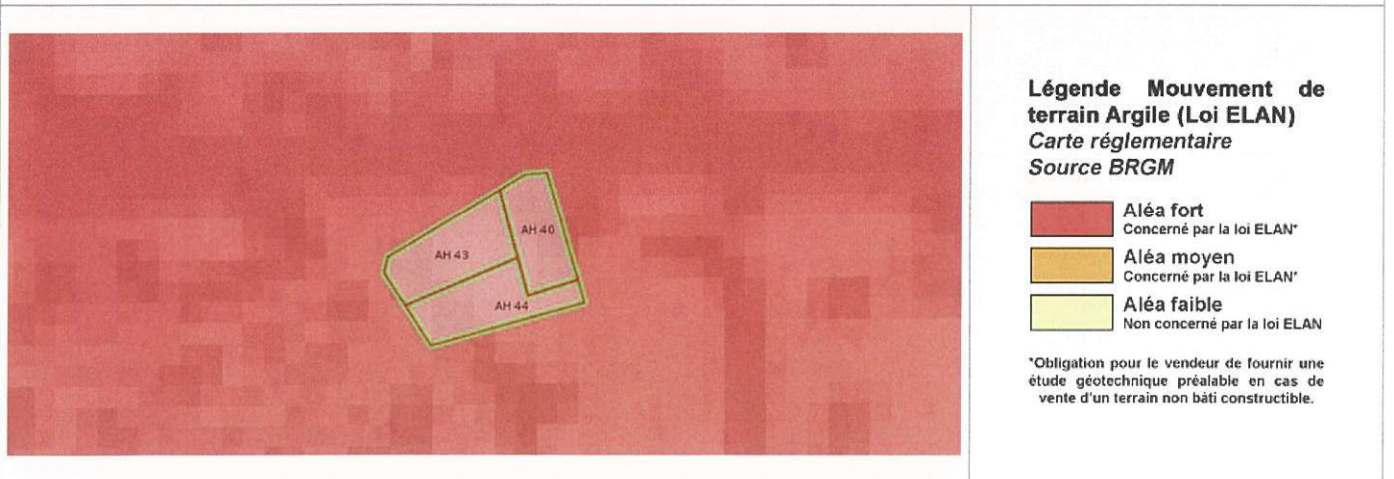 AH 40
AH 43
AH 44
Légende Mouvement de
terrain Argile (Loi ELAN)
Carte réglementaire
Source BRGM
Aléa fort
Concerné par la loi ELAN*
Aléa moyen
Concerné par la loi ELAN*
Aléa faible
Non concerné par la loi ELAN
*Obligation pour le vendeur de fournir une
étude géotechnique préalable en cas de
vente d'un terrain non bâti constructible.